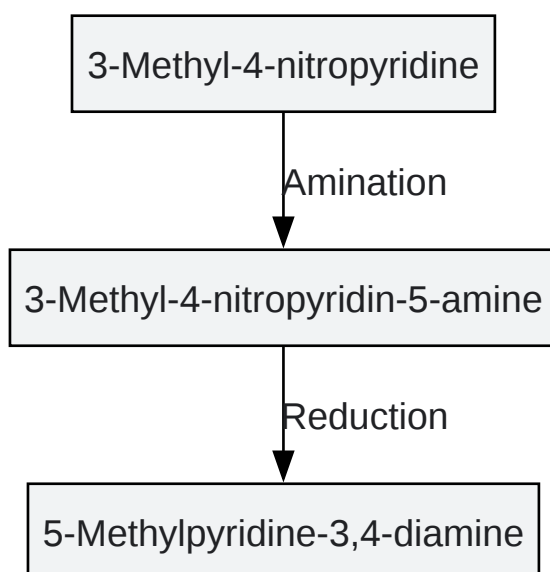 3-Methyl-4-nitropyridine
Amination
3-Methyl-4-nitropyridin-5-amine
Reduction
5-Methylpyridine-3,4-diamine